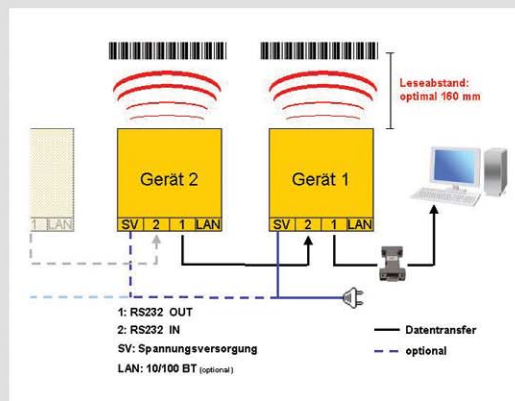 Leseabstand:
optimal 160 mm
Gerät 2
Gerät 1
1 LAN
SV 2 1 LAN
SV 2 1 LAN
1: RS232 OUT
2: RS232 IN
SV: Spannungsversorgung
LAN: 10/100 BT (optional)
Datentransfer
optional